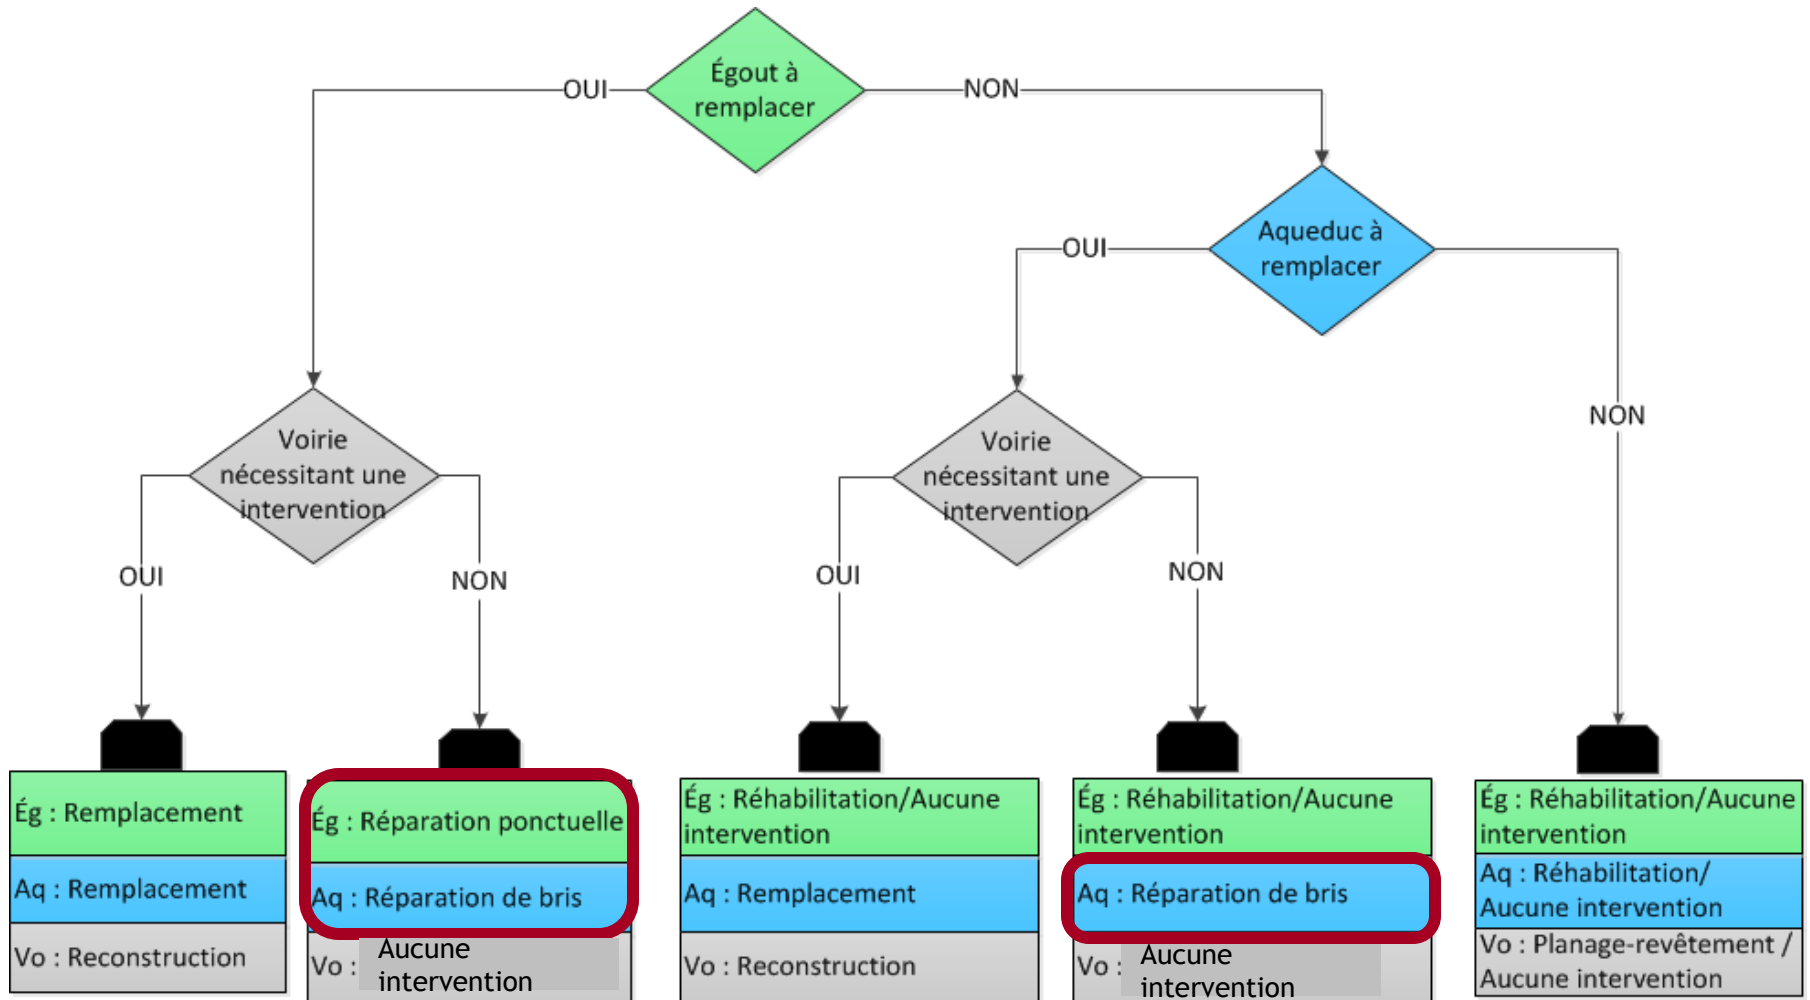 Égout à
remplacer
OUI
NON
Aqueduc à
remplacer
OUI
NON
Voirie
nécessitant une
intervention
OUI
NON
Voirie
nécessitant une
intervention
OUI
NON
Ég : Remplacement
Aq : Remplacement
Vo : Reconstruction
Ég : Réparation ponctuelle
Aq : Réparation de bris
Vo : Aucune
intervention
Ég : Réhabilitation/Aucune
intervention
Aq : Remplacement
Vo : Reconstruction
Ég : Réhabilitation/Aucune
intervention
Aq : Réparation de bris
Vo : Aucune
intervention
Ég : Réhabilitation/Aucune
intervention
Aq : Réhabilitation/
Aucune intervention
Vo : Planage-revêtement /
Aucune intervention